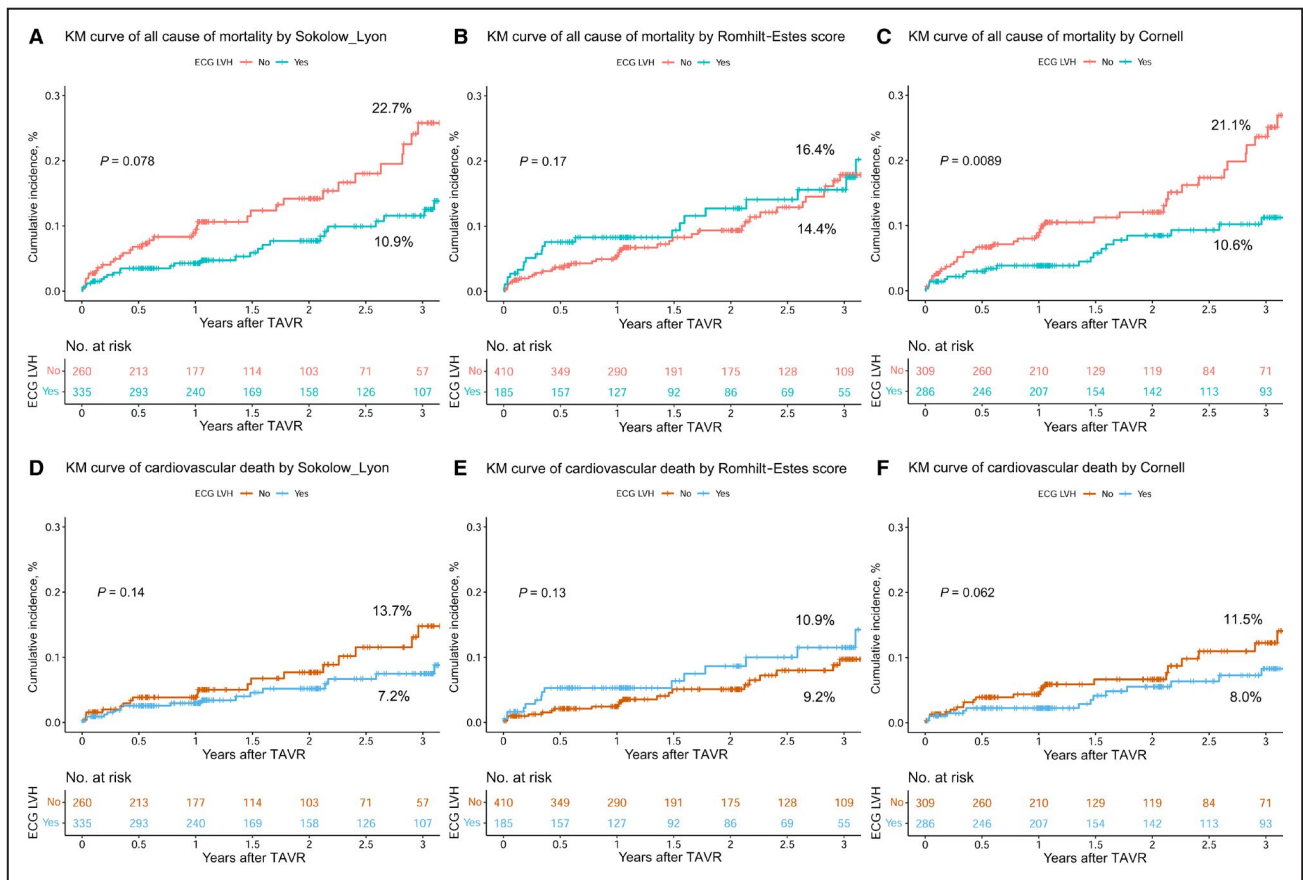 A KM curve of all cause of mortality by Sokolow_Lyon
ECG LVH No Yes
Cumulative incidence, %
0.3
0.2
0.1
0.0
22.7%
P = 0.078
10.9%
0 0.5 1 1.5 2 2.5 3
Years after TAVR
No. at risk
ECG LVH
No 260 213 177 114 103 71 57
Yes 335 293 240 169 158 126 107
0 0.5 1 1.5 2 2.5 3
Years after TAVR
B KM curve of all cause of mortality by Romhilt-Estes score
ECG LVH No Yes
Cumulative incidence, %
0.3
0.2
0.1
0.0
16.4%
P = 0.17
14.4%
0 0.5 1 1.5 2 2.5 3
Years after TAVR
No. at risk
ECG LVH
No 410 349 290 191 175 128 109
Yes 185 157 127 92 86 69 55
0 0.5 1 1.5 2 2.5 3
Years after TAVR
C KM curve of all cause of mortality by Cornell
ECG LVH No Yes
Cumulative incidence, %
0.3
0.2
0.1
0.0
21.1%
P = 0.0089
10.6%
0 0.5 1 1.5 2 2.5 3
Years after TAVR
No. at risk
ECG LVH
No 309 260 210 129 119 84 71
Yes 286 246 207 154 142 113 93
0 0.5 1 1.5 2 2.5 3
Years after TAVR
D KM curve of cardiovascular death by Sokolow_Lyon
ECG LVH No Yes
Cumulative incidence, %
0.3
0.2
0.1
0.0
P = 0.14
13.7%
7.2%
0 0.5 1 1.5 2 2.5 3
Years after TAVR
No. at risk
ECG LVH
No 260 213 177 114 103 71 57
Yes 335 293 240 169 158 126 107
0 0.5 1 1.5 2 2.5 3
Years after TAVR
E KM curve of cardiovascular death by Romhilt-Estes score
ECG LVH No Yes
Cumulative incidence, %
0.3
0.2
0.1
0.0
P = 0.13
10.9%
9.2%
0 0.5 1 1.5 2 2.5 3
Years after TAVR
No. at risk
ECG LVH
No 410 349 290 191 175 128 109
Yes 185 157 127 92 86 69 55
0 0.5 1 1.5 2 2.5 3
Years after TAVR
F KM curve of cardiovascular death by Cornell
ECG LVH No Yes
Cumulative incidence, %
0.3
0.2
0.1
0.0
P = 0.062
11.5%
8.0%
0 0.5 1 1.5 2 2.5 3
Years after TAVR
No. at risk
ECG LVH
No 309 260 210 129 119 84 71
Yes 286 246 207 154 142 113 93
0 0.5 1 1.5 2 2.5 3
Years after TAVR